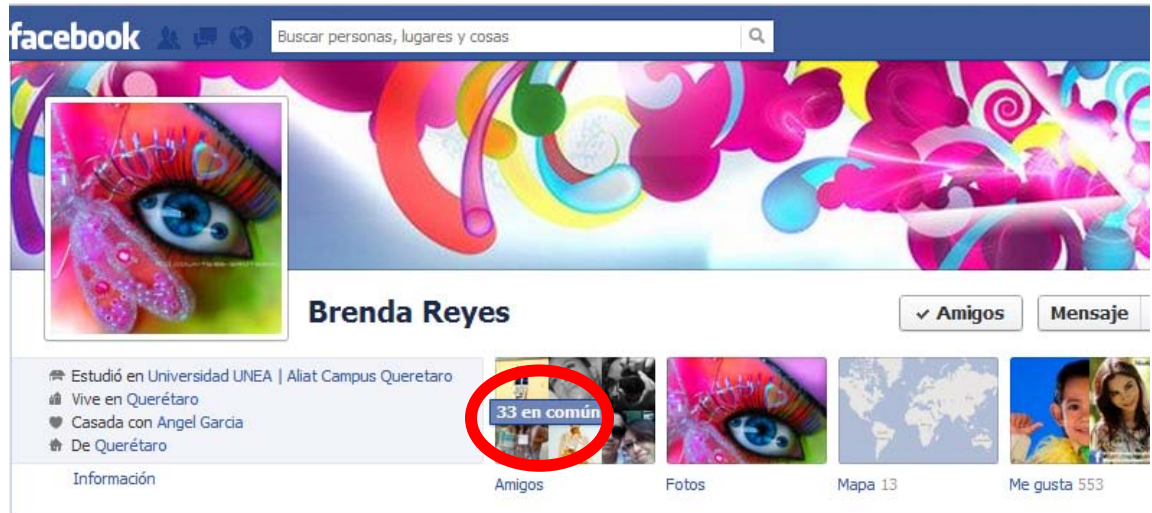 facebook
Buscar personas, lugares y cosas
Brenda Reyes
✓ Amigos
Mensaje
Estudió en Universidad UNEA | Aliat Campus Queretaro
Vive en Querétaro
Casada con Angel Garcia
De Querétaro
Información
33 en común
Amigos
Fotos
Mapa 13
Me gusta 553